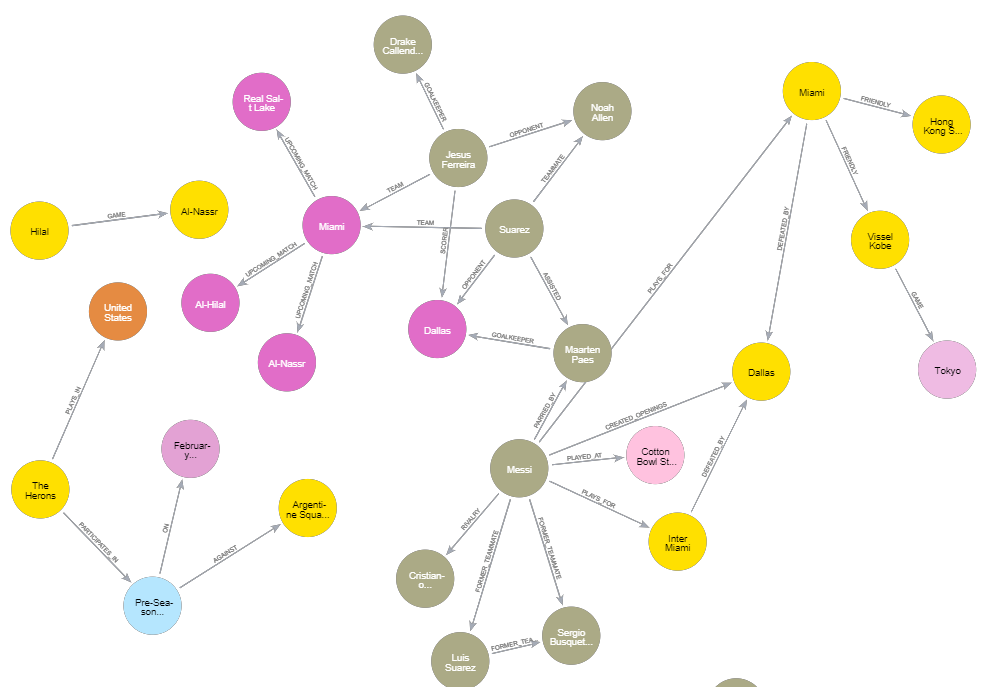 Drake
Callend...
GOALKEEPER
Real Sal-
t Lake
Noah
Allen
Miami
FRIENDLY
Hong
Kong S...
OPPONENT
Jesus
Ferreira
UPCOMING_MATCH
TEAMMATE
FRIENDLY
TEAM
Hilal
GAME
Al-Nassr
Miami
TEAM
Suarez
SCORER
DEFEATED_BY
Vissel
Kobe
UPCOMING_MATCH
UPCOMING_MATCH
OPPONENT
ASSISTED
PLAYS_FOR
GAME
United
States
Al-Hilal
Dallas
GOALKEEPER
Maarten
Paes
Al-Nassr
Dallas
Tokyo
PLAYS_IN
PARRIED_BY
CREATED_OPENINGS
Februar-
y...
Messi
PLAYED_AT
Cotton
Bowl St...
DEFEATED_BY
The
Herons
Argenti-
ne Squa...
PLAYS_FOR
RIVALRY
PARTICIPATES_IN
ON
AGAINST
FORMER_TEAMMATE
FORMER_TEAMMATE
Inter
Miami
Cristian-
o...
Pre-Sea-
son...
Luis
Suarez
FORMER_TEA
Sergio
Busquet...